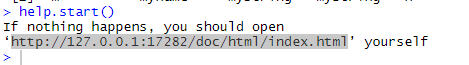 > help.start()
If nothing happens, you should open
‘http://127.0.0.1:17282/doc/html/index.html’ yourself
>